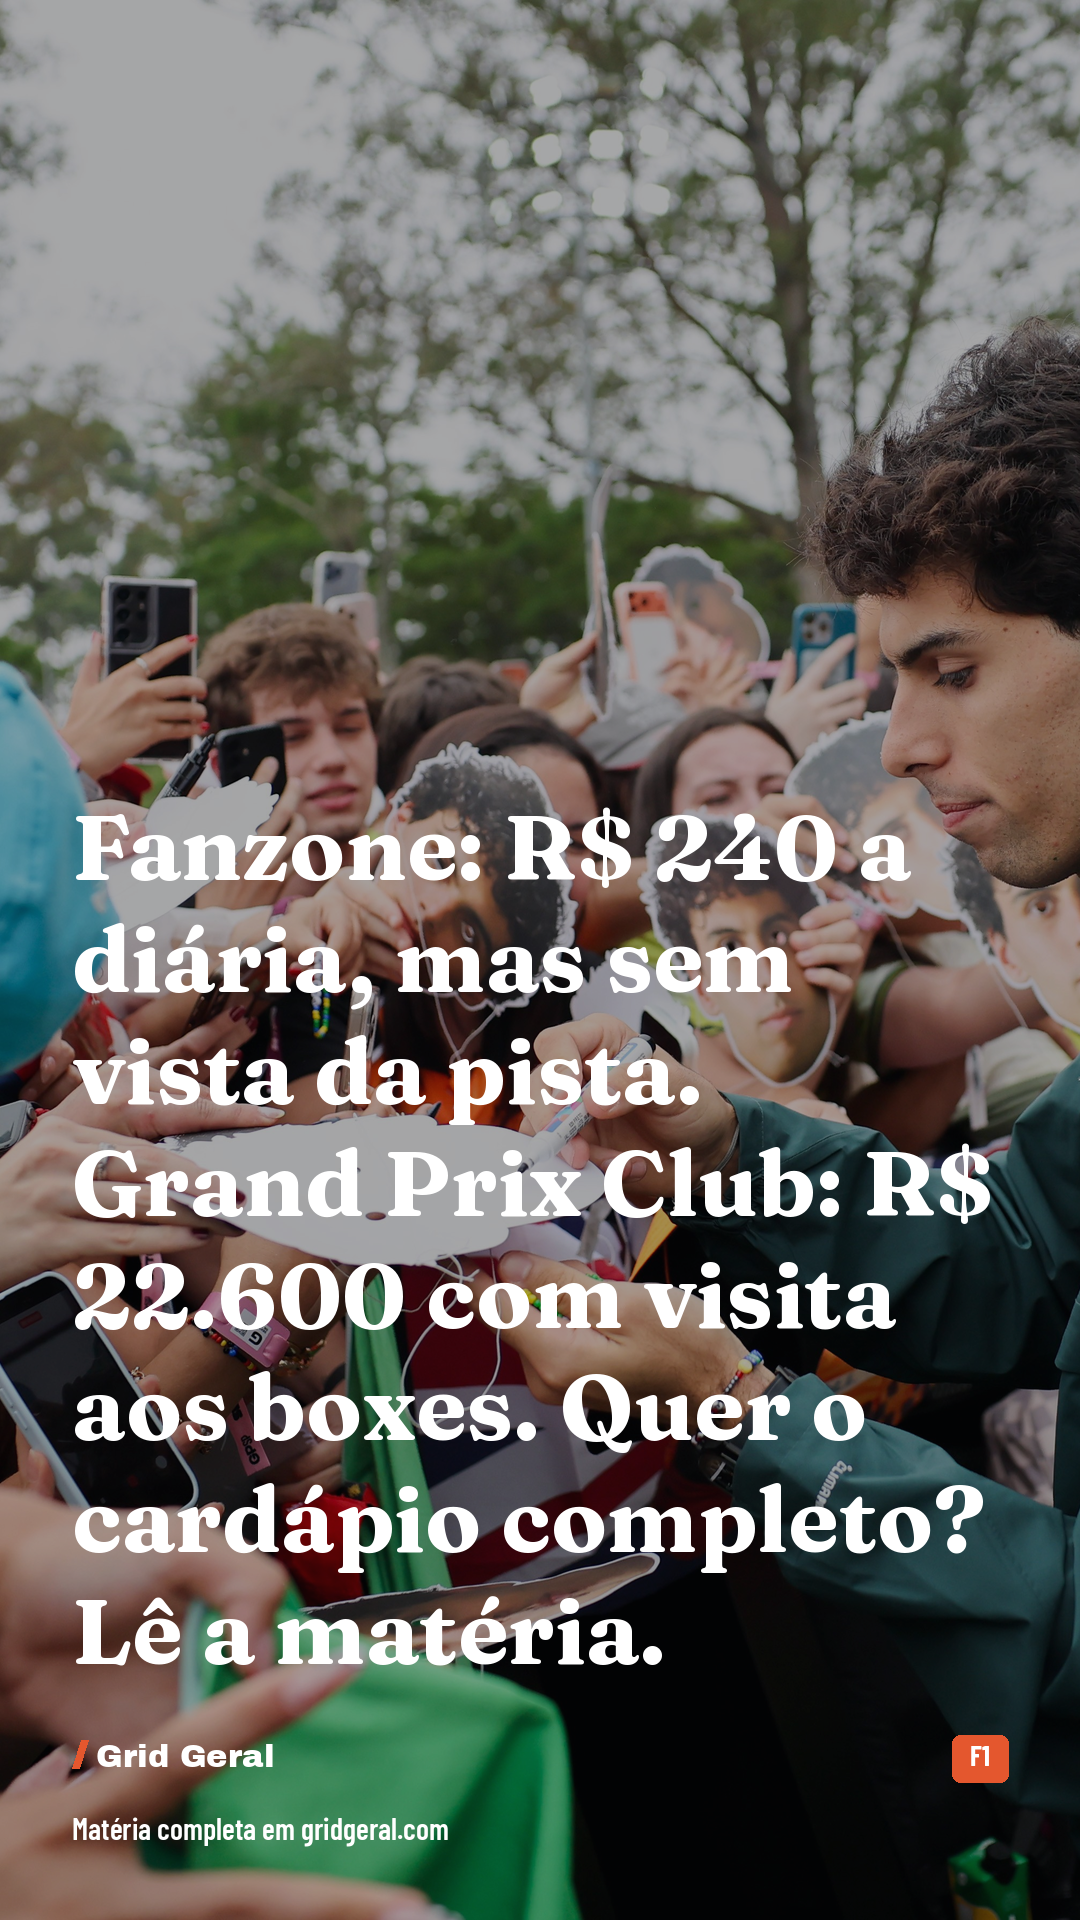 Fanzone: R$ 240 a
diária, mas sem
vista da pista.
Grand Prix Club: R$
22.600 com visita
aos boxes. Quer o
cardápio completo?
Lê a matéria.
/ Grid Geral
F1
Matéria completa em gridgeral.com